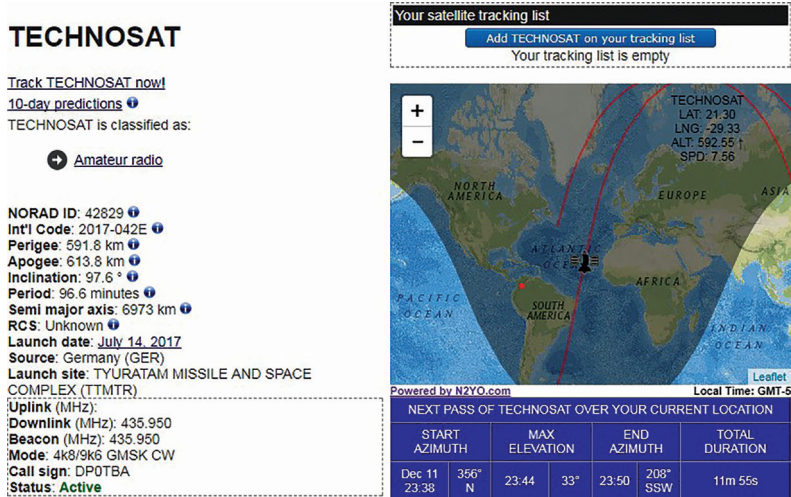 TECHNOSAT
Track TECHNOSAT now!
10-day predictions
TECHNOSAT is classified as:
Amateur radio
NORAD ID: 42829
Int'l Code: 2017-042E
Perigee: 591.8 km
Apogee: 613.8 km
Inclination: 97.6 °
Period: 96.6 minutes
Semi major axis: 6973 km
RCS: Unknown
Launch date: July 14, 2017
Source: Germany (GER)
Launch site: TYURATAM MISSILE AND SPACE
COMPLEX (TTMTR)
Uplink (MHz):
Downlink (MHz): 435.950
Beacon (MHz): 435.950
Mode: 4k8/9k6 GMSK CW
Call sign: DP0TBA
Status: Active
Your satellite tracking list
Add TECHNOSAT on your tracking list
Your tracking list is empty
+
−
TECHNOSAT
LAT: 21.30
LNG: -29.33
ALT: 592.55 ↑
SPD: 7.56
NORTH
AMERICA
EUROPE
ASIA
ATLANTIC
OCEAN
AFRICA
PACIFIC
OCEAN
SOUTH
AMERICA
INDIAN
OCEAN
Leaflet
Powered by N2YO.com
Local Time: GMT-5
NEXT PASS OF TECHNOSAT OVER YOUR CURRENT LOCATION
START
AZIMUTH
MAX
ELEVATION
END
AZIMUTH
TOTAL
DURATION
Dec 11
23:38
356°
N
23:44
33°
23:50
208°
SSW
11m 55s